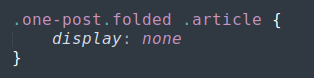 .one-post.folded .article {
    display: none
}